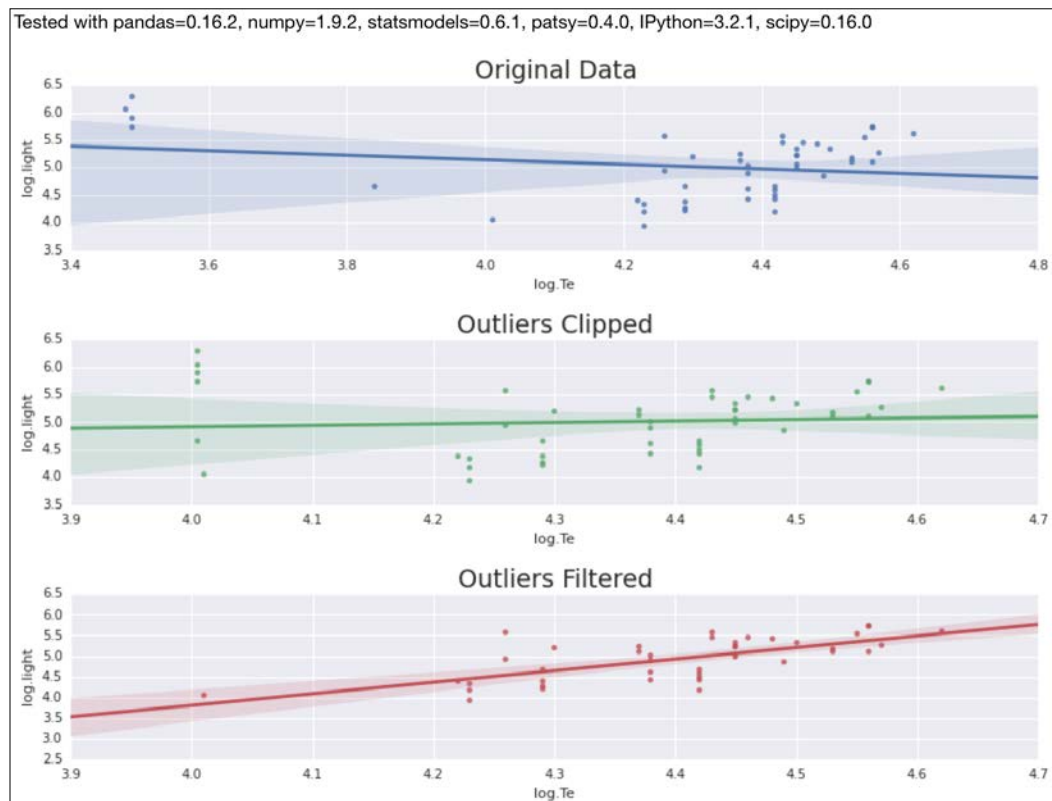 Tested with pandas=0.16.2, numpy=1.9.2, statsmodels=0.6.1, patsy=0.4.0, IPython=3.2.1, scipy=0.16.0
Original Data
6.5
6.0
5.5
5.0
4.5
4.0
3.5
log.light
3.4 3.6 3.8 4.0 4.2 4.4 4.6 4.8
log.Te
Outliers Clipped
6.5
6.0
5.5
5.0
4.5
4.0
3.5
log.light
3.9 4.0 4.1 4.2 4.3 4.4 4.5 4.6 4.7
log.Te
Outliers Filtered
6.5
6.0
5.5
5.0
4.5
4.0
3.5
3.0
2.5
log.light
3.9 4.0 4.1 4.2 4.3 4.4 4.5 4.6 4.7
log.Te